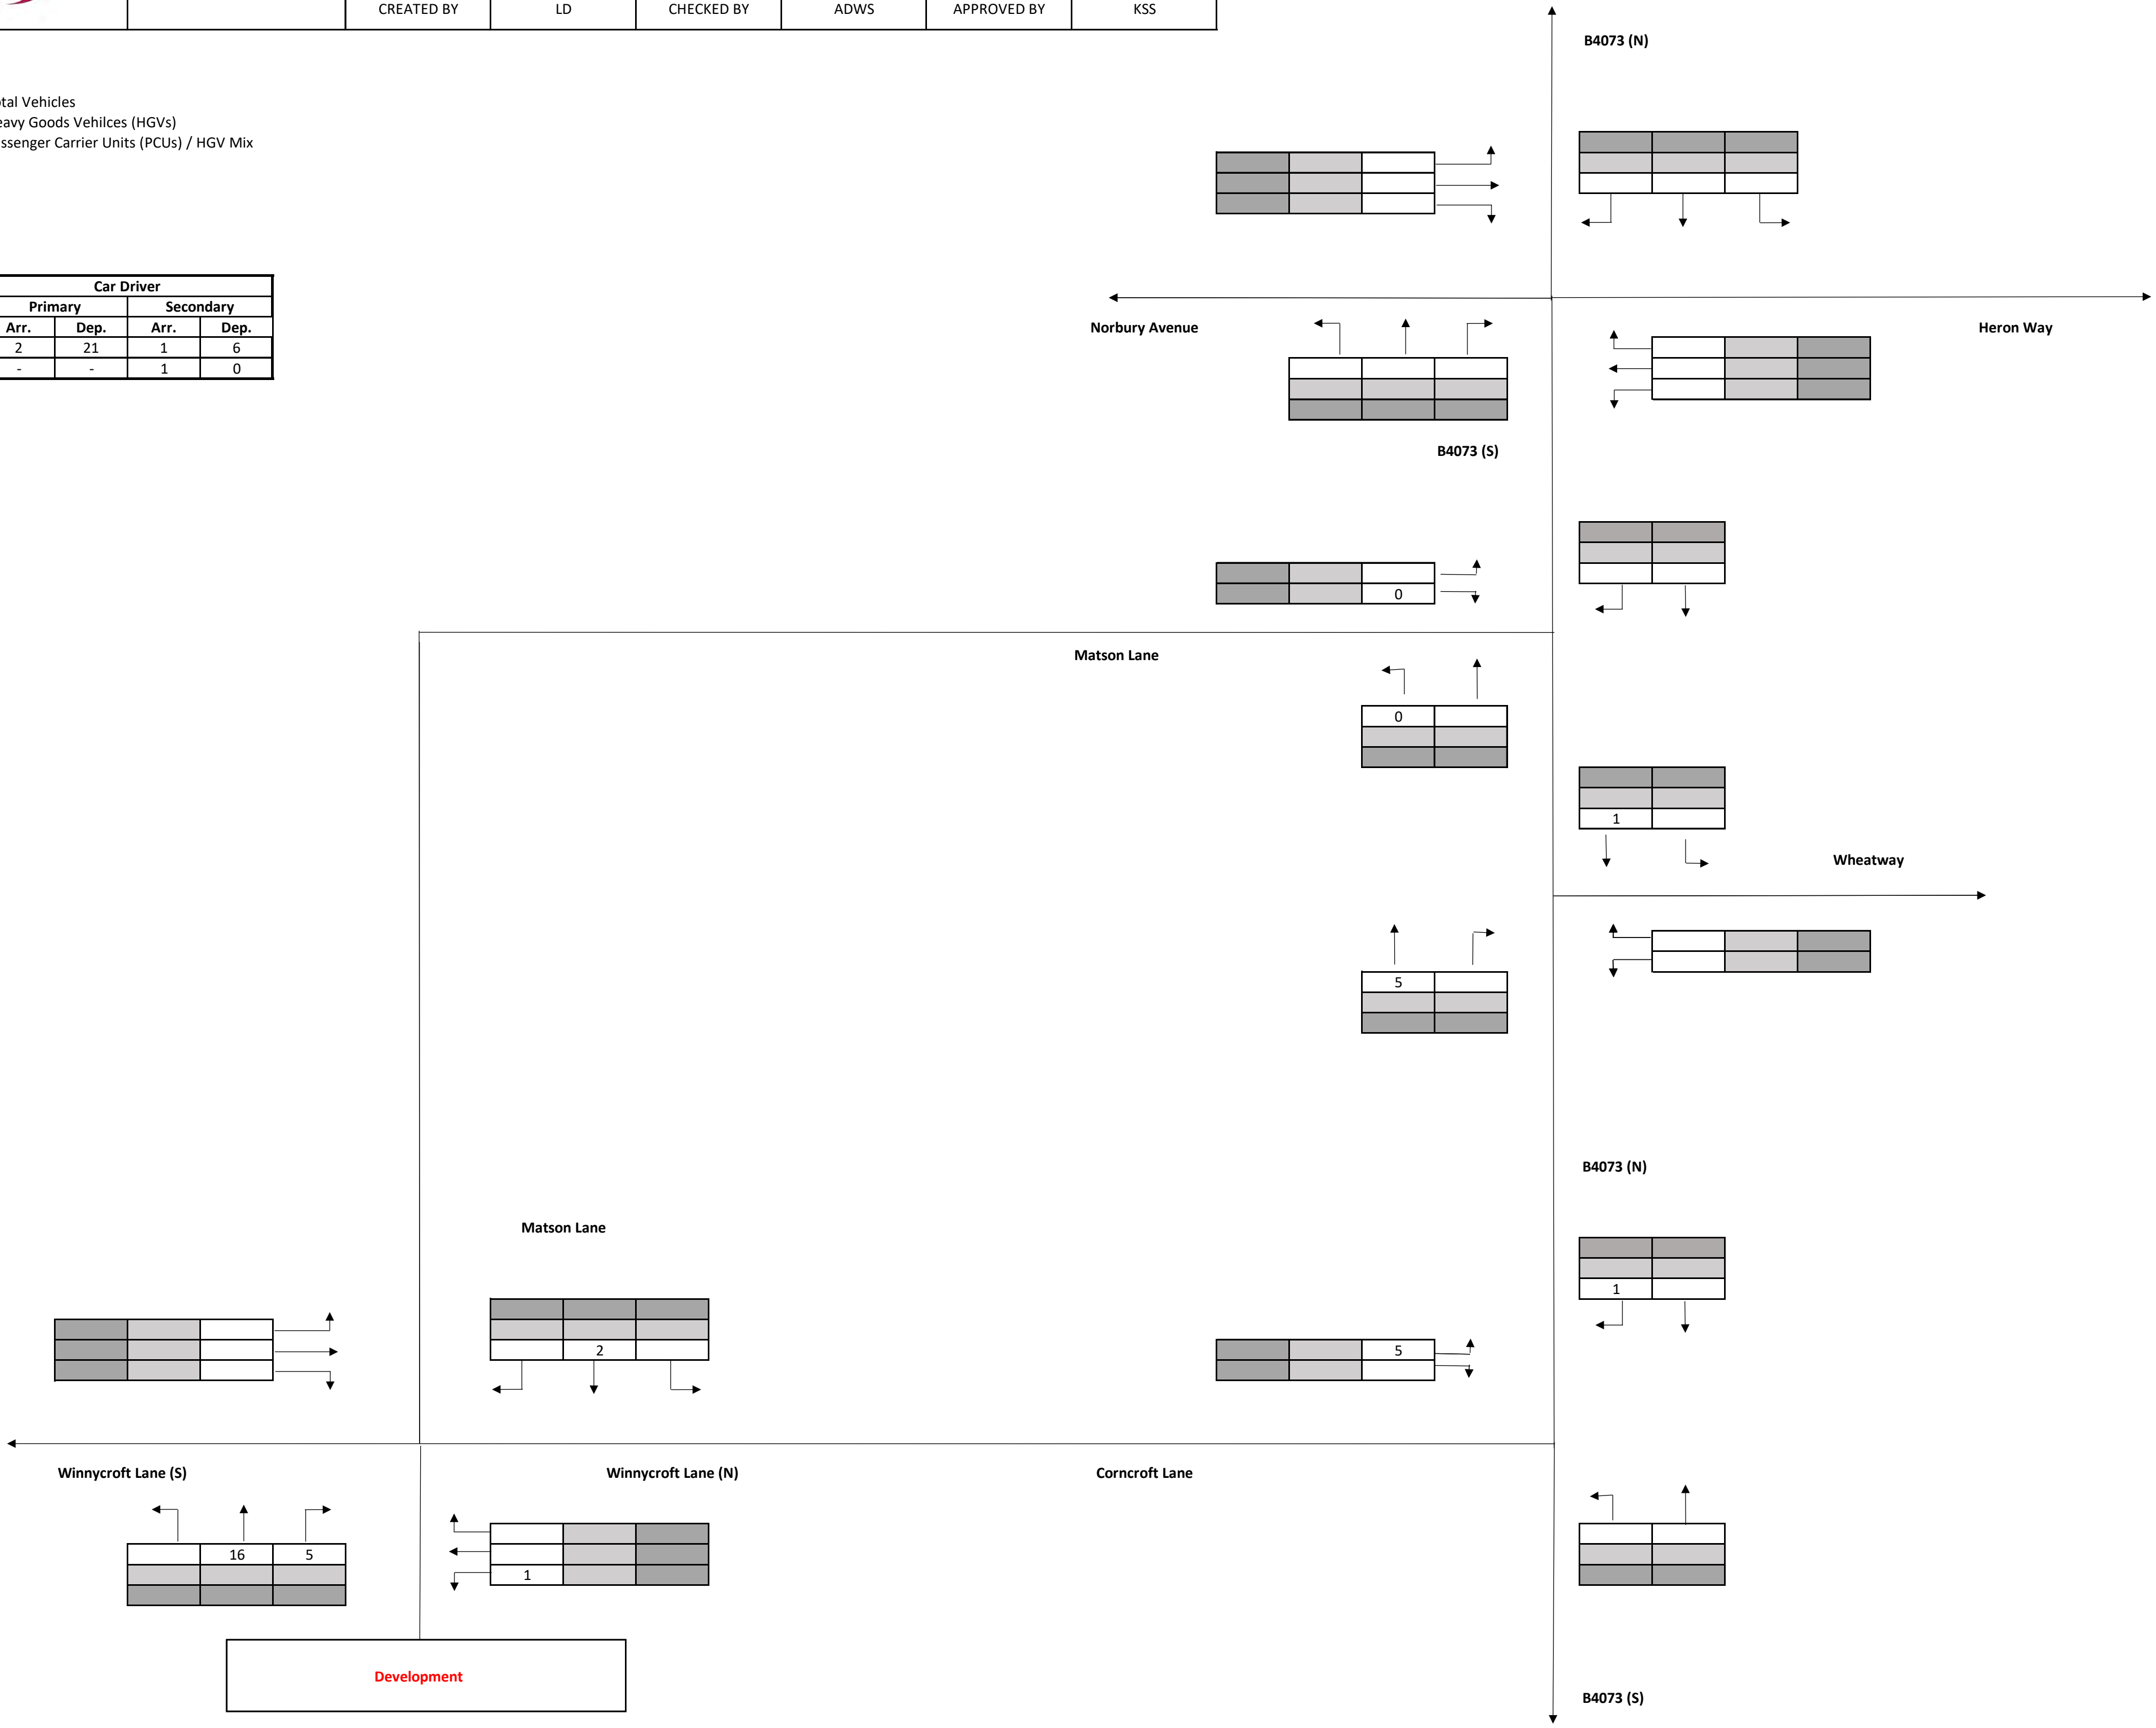 CREATED BY LD CHECKED BY ADWS APPROVED BY KSS
B4073 (N)
otal Vehicles
eavy Goods Vehilces (HGVs)
assenger Carrier Units (PCUs) / HGV Mix
Car Driver
Primary Secondary
Arr. Dep. Arr. Dep.
2 21 1 6
- - 1 0
Norbury Avenue
Heron Way
B4073 (S)
0
Matson Lane
0
1
Wheatway
5
B4073 (N)
Matson Lane
1
2
5
Winnycroft Lane (S)
Winnycroft Lane (N)
Corncroft Lane
16 5
1
Development
B4073 (S)